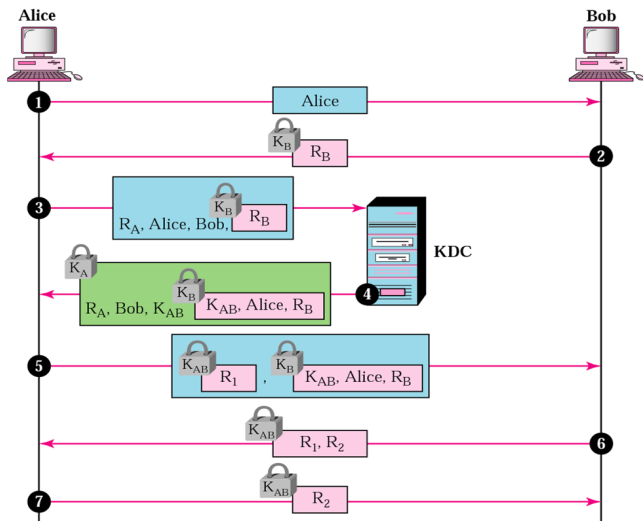 Alice
Bob
1
Alice
K_B
R_B
2
3
K_B
R_A, Alice, Bob,
R_B
KDC
K_A
4
K_B
R_A, Bob, K_AB
K_AB, Alice, R_B
5
K_AB
R_1
,
K_B
K_AB, Alice, R_B
K_AB
R_1, R_2
6
7
K_AB
R_2